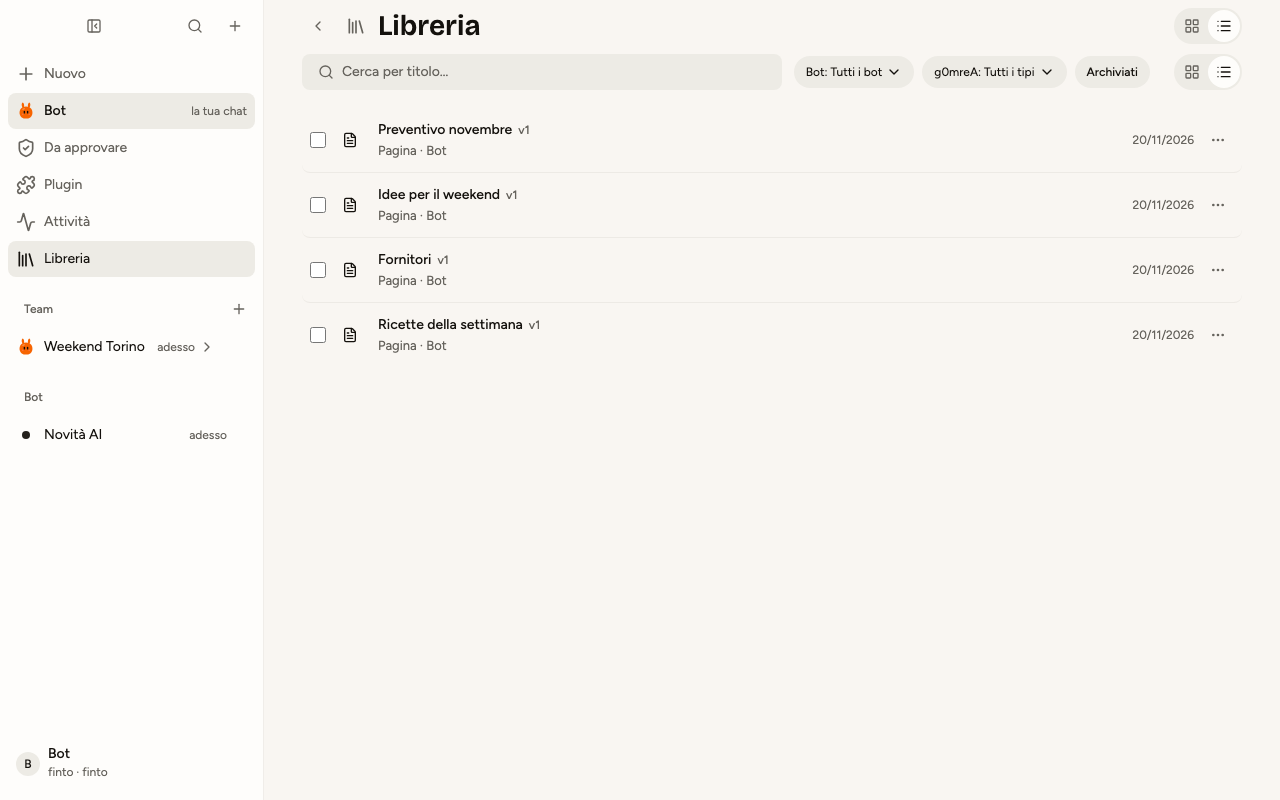 Libreria
Nuovo
Bot la tua chat
Da approvare
Plugin
Attività
Libreria
Team
Weekend Torino adesso
Bot
Novità AI adesso
B
Bot
finto · finto
Cerca per titolo...
Bot: Tutti i bot
g0mreA: Tutti i tipi
Archiviati
Preventivo novembre v1
Pagina · Bot
20/11/2026
Idee per il weekend v1
Pagina · Bot
20/11/2026
Fornitori v1
Pagina · Bot
20/11/2026
Ricette della settimana v1
Pagina · Bot
20/11/2026